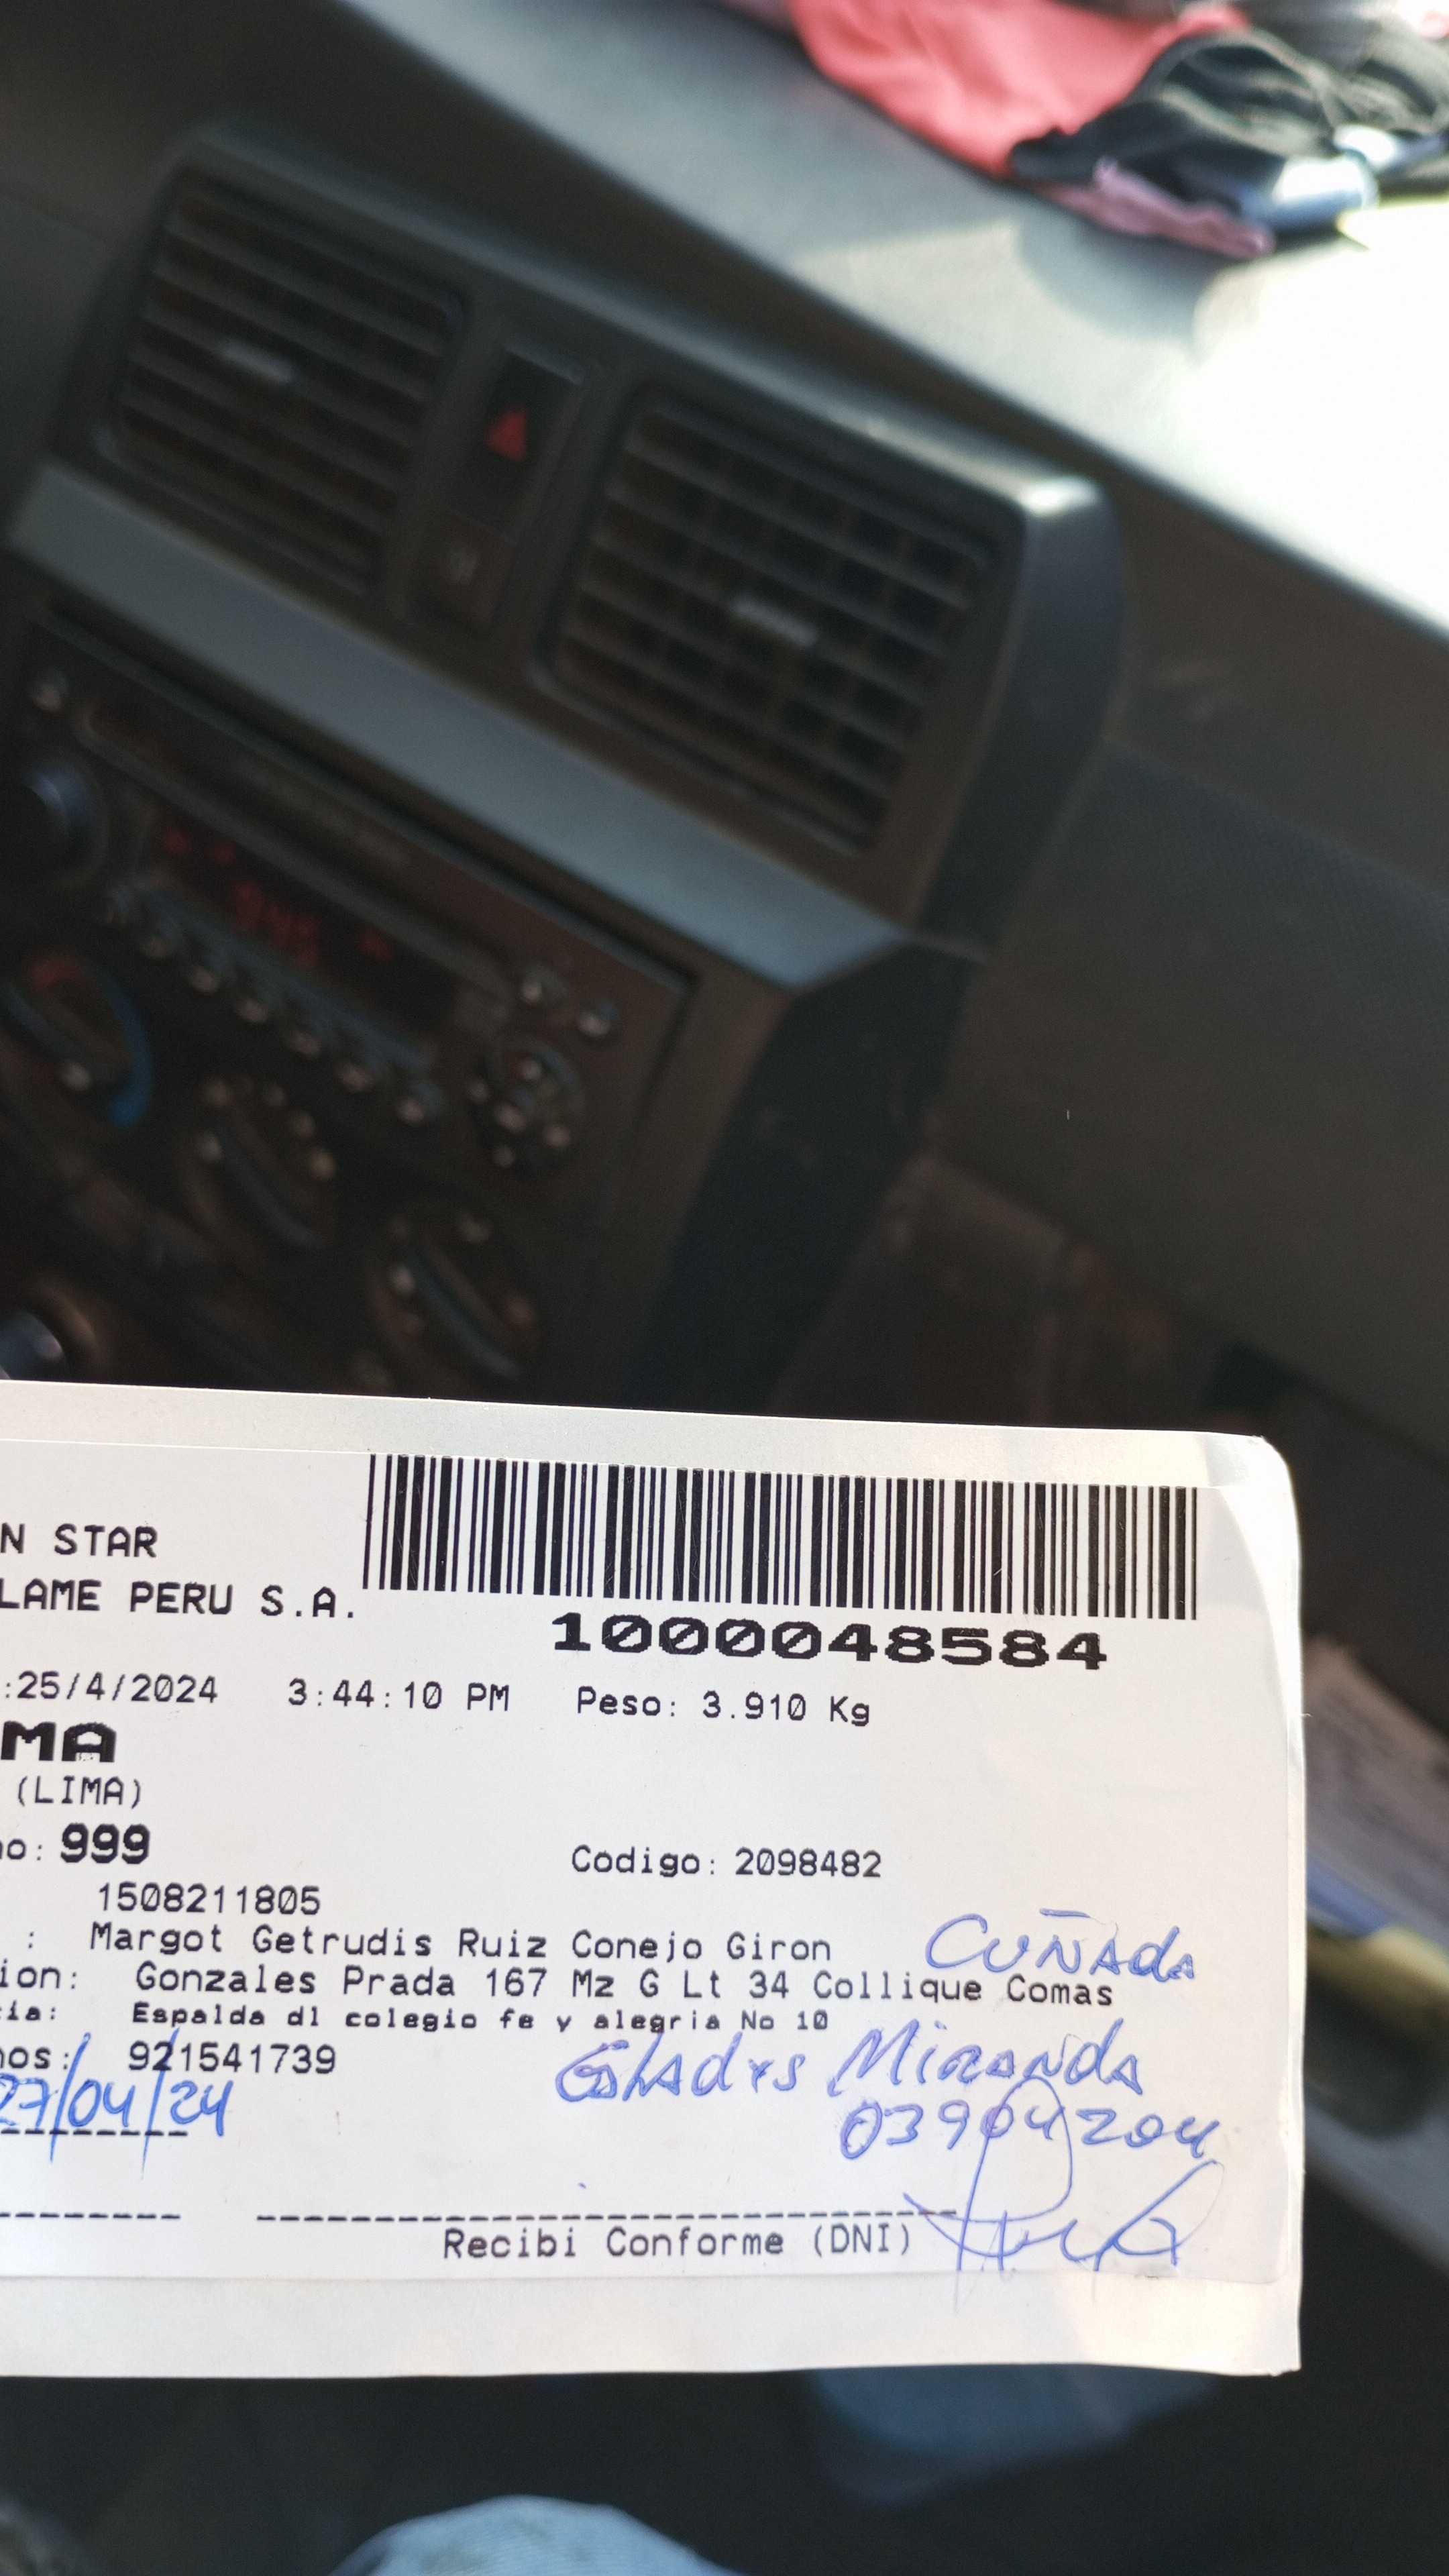 N STAR
LAME PERU S.A.
1000048584
:25/4/2024 3:44:10 PM Peso: 3.910 Kg
MA
(LIMA)
no: 999 Codigo: 2098482
1508211805
: Margot Getrudis Ruiz Conejo Giron CUÑADA
ion: Gonzales Prada 167 Mz G Lt 34 Collique Comas
cia: Espalda dl colegio fe y alegria No 10
nos: 921541739 Gladys Miranda
27/04/24 03904204
Recibi Conforme (DNI)